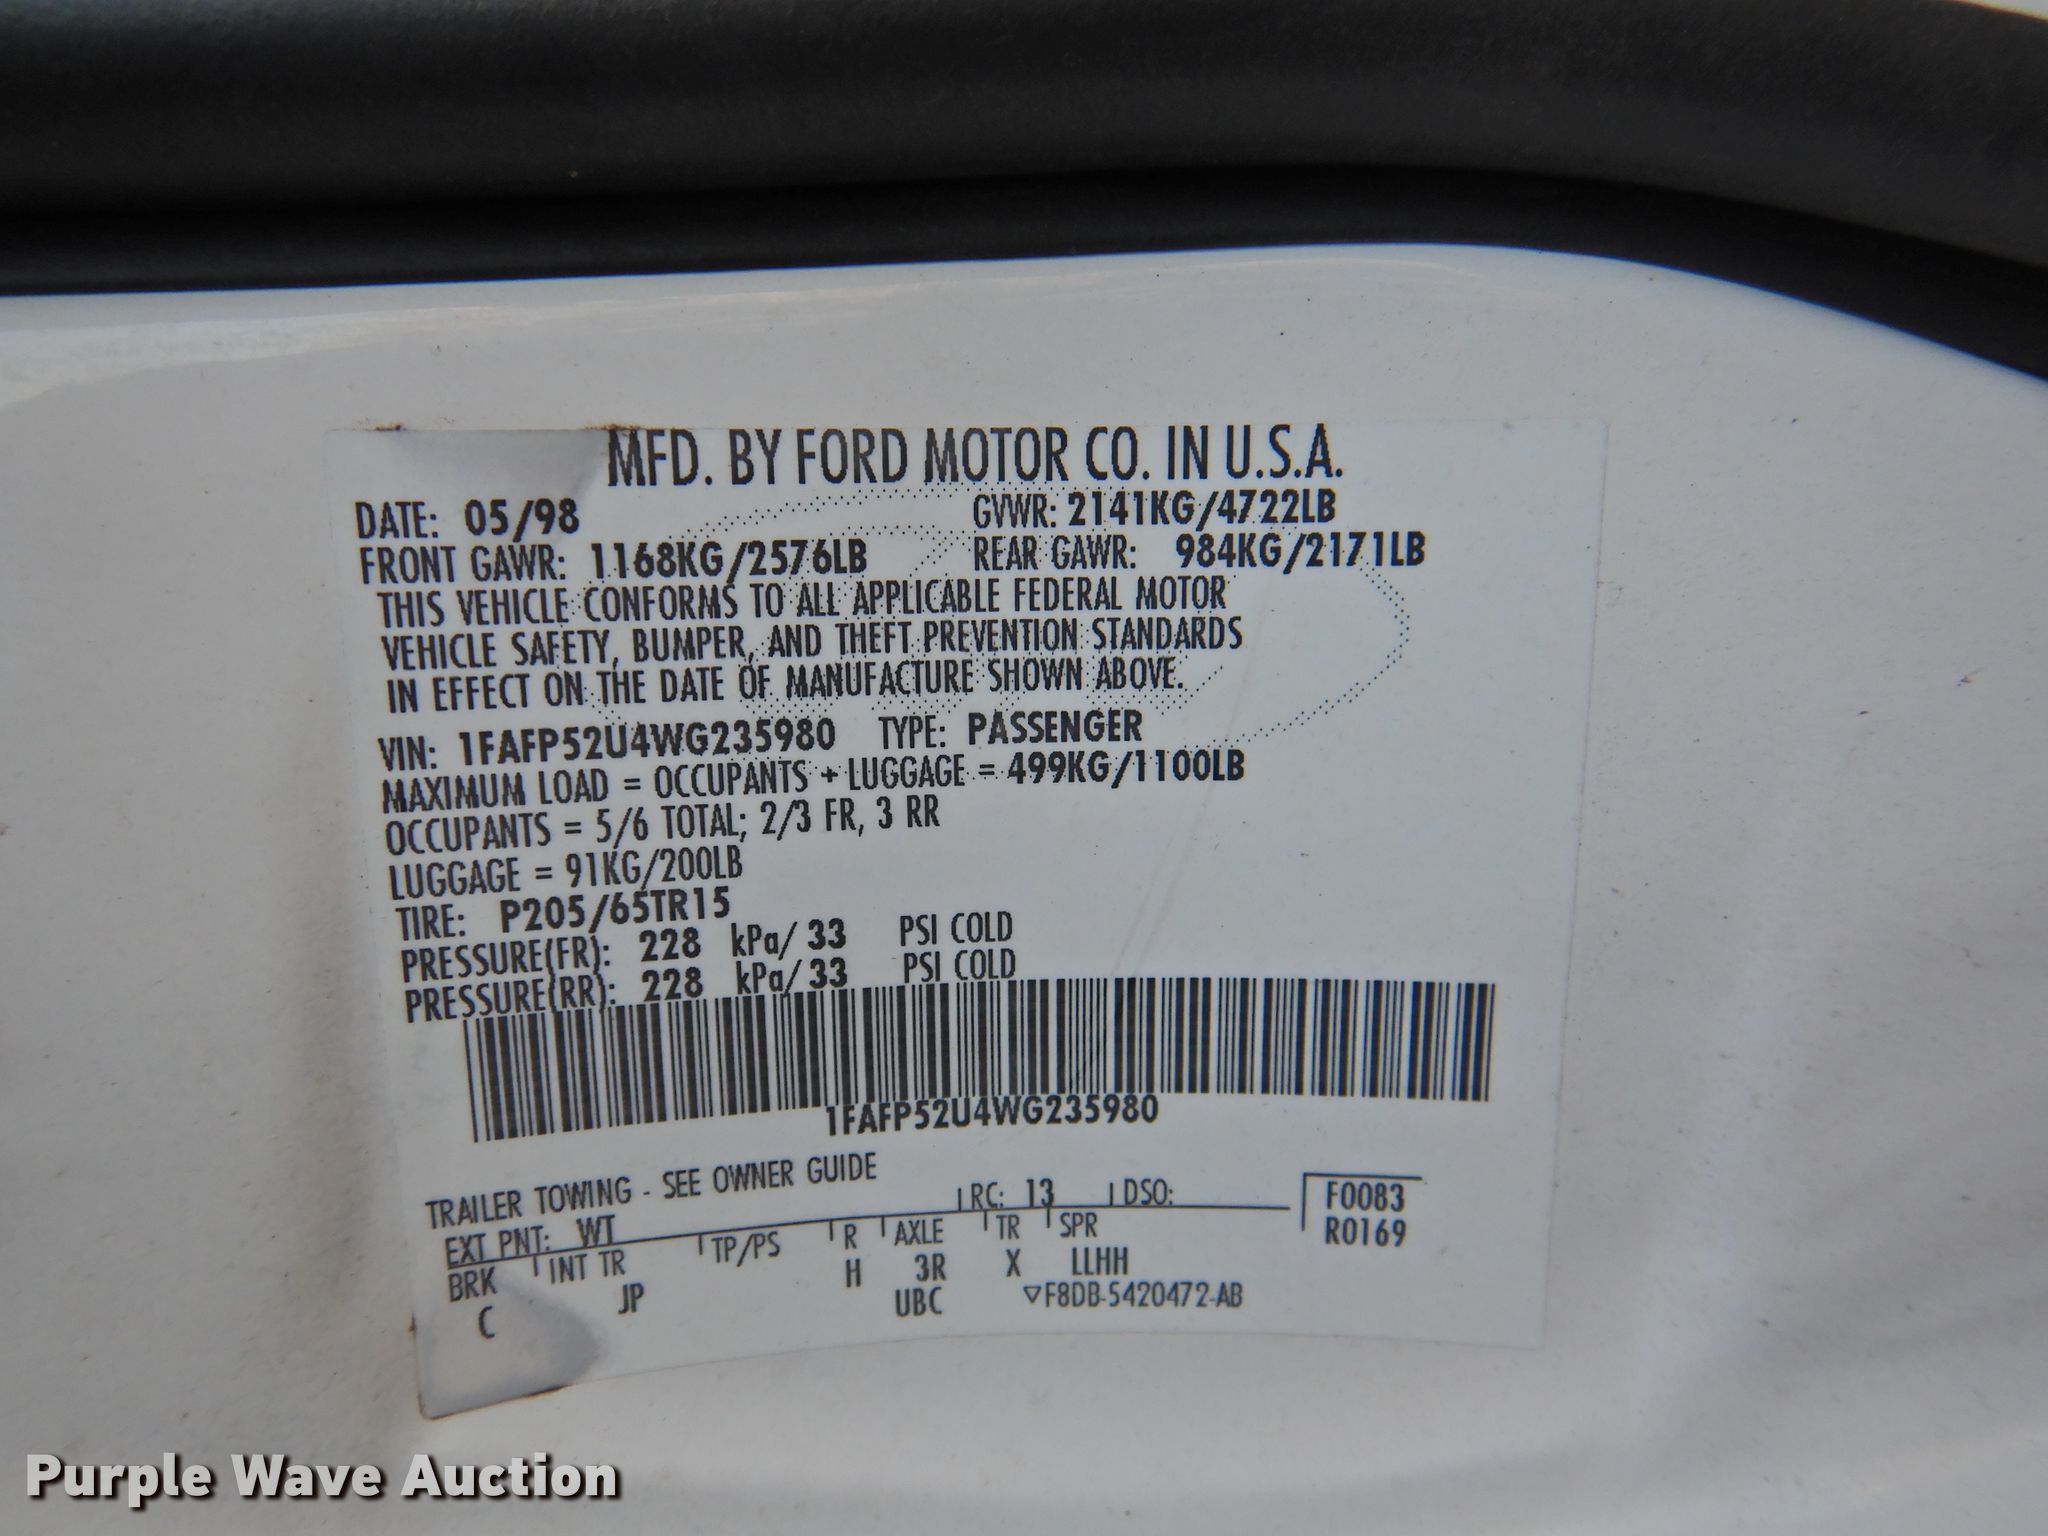 MFD. BY FORD MOTOR CO. IN U.S.A.
DATE: 05/98 GVWR: 2141KG/4722LB
FRONT GAWR: 1168KG/2576LB REAR GAWR: 984KG/2171LB
THIS VEHICLE CONFORMS TO ALL APPLICABLE FEDERAL MOTOR
VEHICLE SAFETY, BUMPER, AND THEFT PREVENTION STANDARDS
IN EFFECT ON THE DATE OF MANUFACTURE SHOWN ABOVE.
VIN: 1FAFP52U4WG235980 TYPE: PASSENGER
MAXIMUM LOAD = OCCUPANTS + LUGGAGE = 499KG/1100LB
OCCUPANTS = 5/6 TOTAL; 2/3 FR, 3 RR
LUGGAGE = 91KG/200LB
TIRE: P205/65TR15
PRESSURE(FR): 228 kPa/ 33 PSI COLD
PRESSURE(RR): 228 kPa/ 33 PSI COLD
1FAFP52U4WG235980
TRAILER TOWING - SEE OWNER GUIDE
EXT PNT: WT RC: 13 DSO: F0083
R0169
BRK INT TR TP/PS R AXLE TR SPR
C JP H 3R X LLHH
UBC ▽F8DB-5420472-AB
Purple Wave Auction